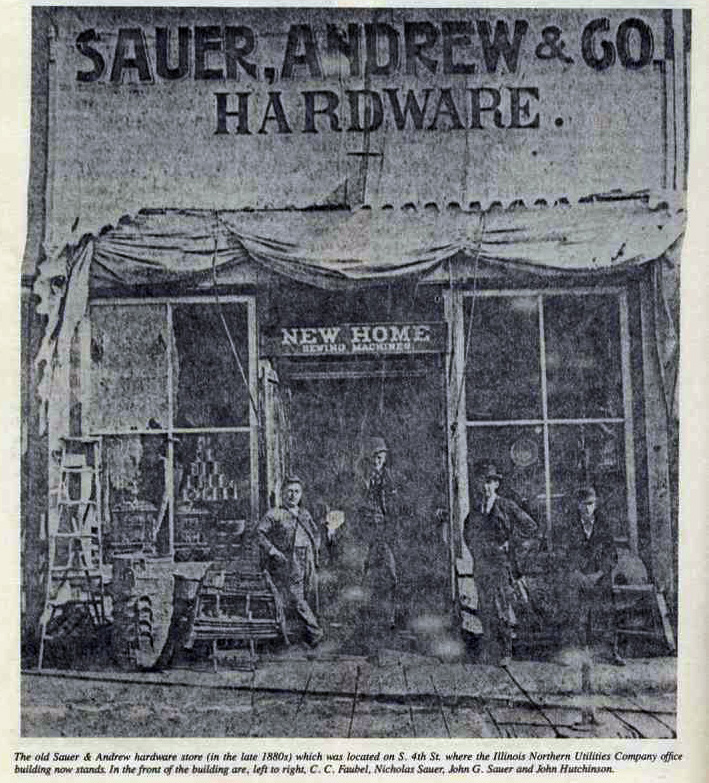 SAUER, ANDREW & CO.
HARDWARE.
NEW HOME
SEWING MACHINES
The old Sauer & Andrew hardware store (in the late 1880s) which was located on S. 4th St. where the Illinois Northern Utilities Company office
building now stands. In the front of the building are, left to right, C. C. Faubel, Nicholas Sauer, John G. Sauer and John Hutchinson.